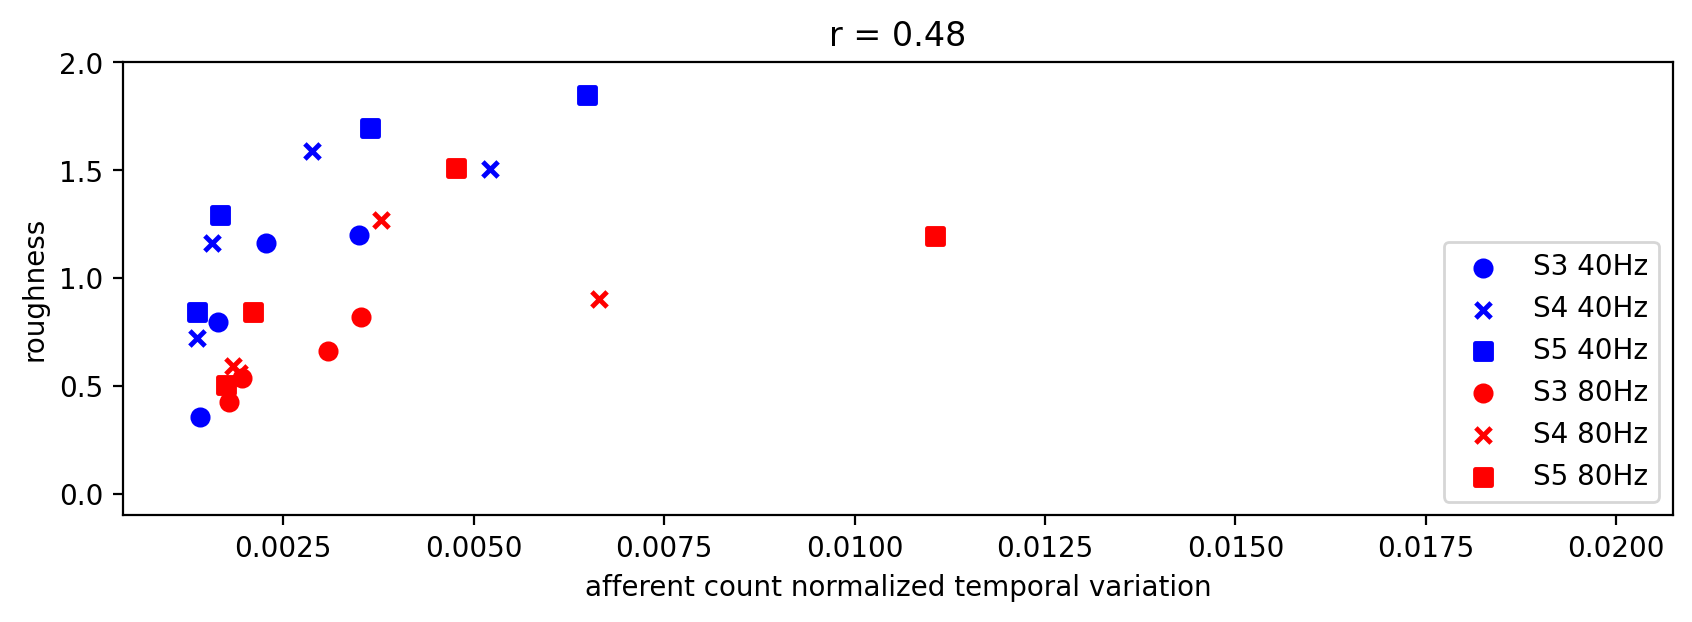 r = 0.48
2.0
1.5
1.0
0.5
0.0
roughness
S3 40Hz
S4 40Hz
S5 40Hz
S3 80Hz
S4 80Hz
S5 80Hz
0.0025 0.0050 0.0075 0.0100 0.0125 0.0150 0.0175 0.0200
afferent count normalized temporal variation